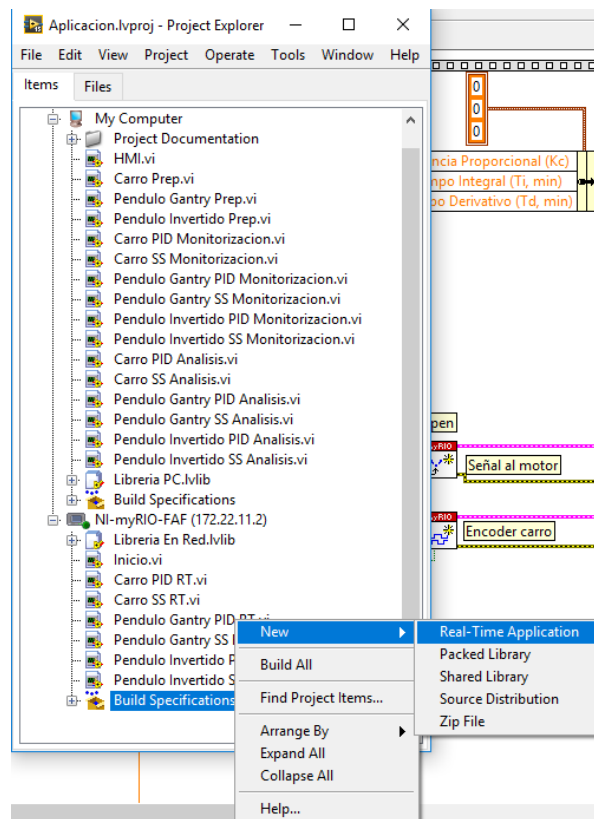 Aplicacion.lvproj - Project Explorer
File Edit View Project Operate Tools Window Help
Items Files
My Computer
Project Documentation
HMI.vi
Carro Prep.vi
Pendulo Gantry Prep.vi
Pendulo Invertido Prep.vi
Carro PID Monitorizacion.vi
Carro SS Monitorizacion.vi
Pendulo Gantry PID Monitorizacion.vi
Pendulo Gantry SS Monitorizacion.vi
Pendulo Invertido PID Monitorizacion.vi
Pendulo Invertido SS Monitorizacion.vi
Carro PID Analisis.vi
Carro SS Analisis.vi
Pendulo Gantry PID Analisis.vi
Pendulo Gantry SS Analisis.vi
Pendulo Invertido PID Analisis.vi
Pendulo Invertido SS Analisis.vi
Libreria PC.lvlib
Build Specifications
NI-myRIO-FAF (172.22.11.2)
Libreria En Red.lvlib
Inicio.vi
Carro PID RT.vi
Carro SS RT.vi
Pendulo Gantry PID RT.vi
Pendulo Gantry SS
Pendulo Invertido P
Pendulo Invertido S
Build Specifications
New
Build All
Find Project Items...
Arrange By
Expand All
Collapse All
Help...
Real-Time Application
Packed Library
Shared Library
Source Distribution
Zip File
0
0
0
ncia Proporcional (Kc)
npo Integral (Ti, min)
po Derivativo (Td, min)
pen
yRIO
Señal al motor
yRIO
Encoder carro